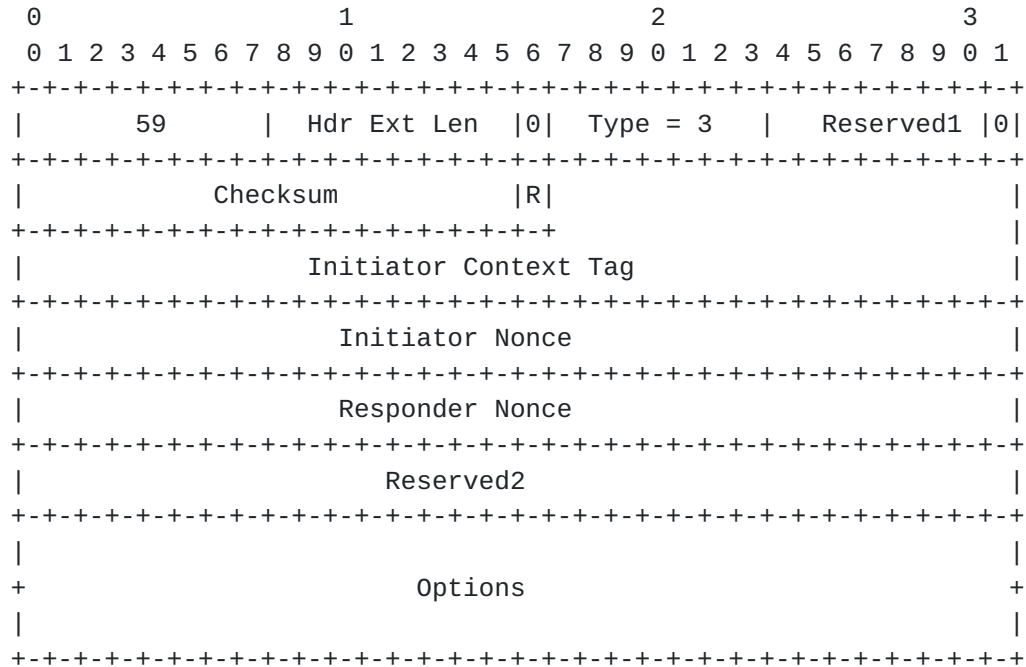 0                   1                   2                   3
 0 1 2 3 4 5 6 7 8 9 0 1 2 3 4 5 6 7 8 9 0 1 2 3 4 5 6 7 8 9 0 1
+-+-+-+-+-+-+-+-+-+-+-+-+-+-+-+-+-+-+-+-+-+-+-+-+-+-+-+-+-+-+-+-+
|       59      |  Hdr Ext Len  |0|  Type = 3   |   Reserved1 |0|
+-+-+-+-+-+-+-+-+-+-+-+-+-+-+-+-+-+-+-+-+-+-+-+-+-+-+-+-+-+-+-+-+
|            Checksum           |R|                             |
+-+-+-+-+-+-+-+-+-+-+-+-+-+-+-+-+-+                             |
|                  Initiator Context Tag                        |
+-+-+-+-+-+-+-+-+-+-+-+-+-+-+-+-+-+-+-+-+-+-+-+-+-+-+-+-+-+-+-+-+
|                    Initiator Nonce                            |
+-+-+-+-+-+-+-+-+-+-+-+-+-+-+-+-+-+-+-+-+-+-+-+-+-+-+-+-+-+-+-+-+
|                    Responder Nonce                            |
+-+-+-+-+-+-+-+-+-+-+-+-+-+-+-+-+-+-+-+-+-+-+-+-+-+-+-+-+-+-+-+-+
|                       Reserved2                               |
+-+-+-+-+-+-+-+-+-+-+-+-+-+-+-+-+-+-+-+-+-+-+-+-+-+-+-+-+-+-+-+-+
|                                                               |
+                         Options                               +
|                                                               |
+-+-+-+-+-+-+-+-+-+-+-+-+-+-+-+-+-+-+-+-+-+-+-+-+-+-+-+-+-+-+-+-+